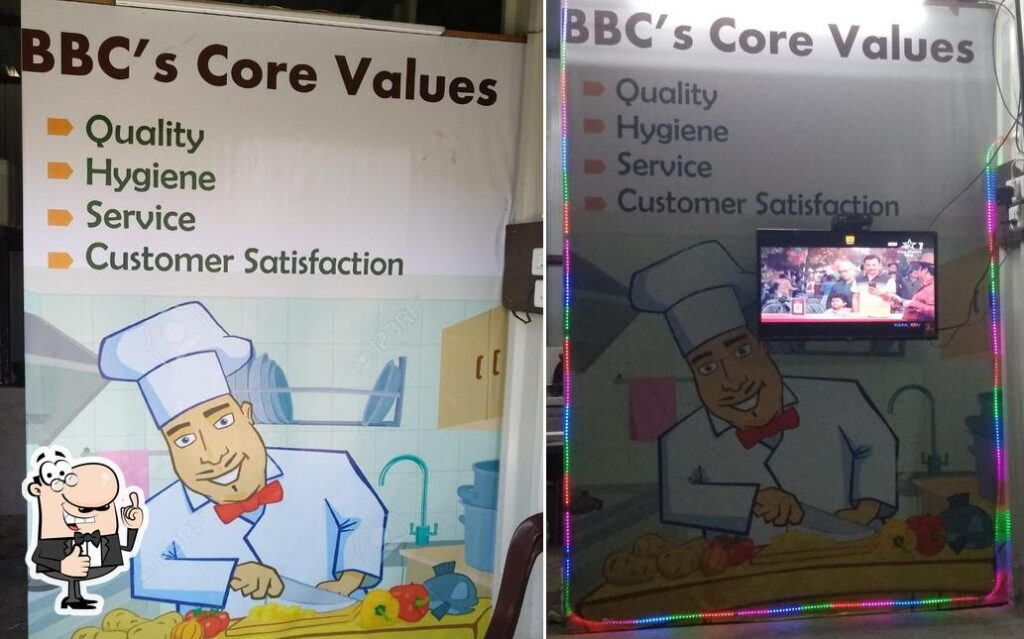 BBC's Core Values
Quality
Hygiene
Service
Customer Satisfaction
BBC's Core Values
Quality
Hygiene
Service
Customer Satisfaction